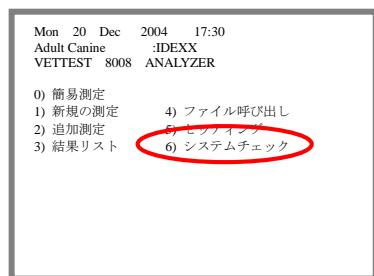 Mon 20 Dec 2004 17:30
Adult Canine :IDEXX
VETTEST 8008 ANALYZER
0) 簡易測定
1) 新規の測定 4) ファイル呼び出し
2) 追加測定 5) セッティング
3) 結果リスト 6) システムチェック